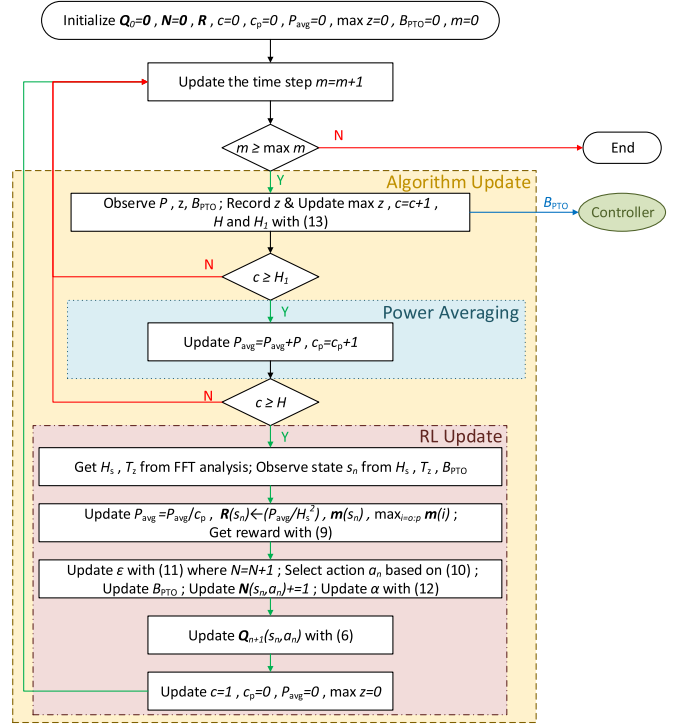 Initialize Q0=0 , N=0 , R , c=0 , cp=0 , Pavg=0 , max z=0 , BPTO=0 , m=0
Update the time step m=m+1
m ≥ max m
N
End
Y
Algorithm Update
Observe P , z, BPTO ; Record z & Update max z , c=c+1 ,
H and H1 with (13)
BPTO
Controller
N
c ≥ H1
Y
Power Averaging
Update Pavg=Pavg+P , cp=cp+1
N
c ≥ H
Y
RL Update
Get Hs , Tz from FFT analysis; Observe state sn from Hs , Tz , BPTO
Update Pavg =Pavg/cp , R(sn)←(Pavg/Hs²) , m(sn) , maxi=o:p m(i) ;
Get reward with (9)
Update ε with (11) where N=N+1 ; Select action an based on (10) ;
Update BPTO ; Update N(sn,an)+=1 ; Update α with (12)
Update Qn+1(sn,an) with (6)
Update c=1 , cp=0 , Pavg=0 , max z=0